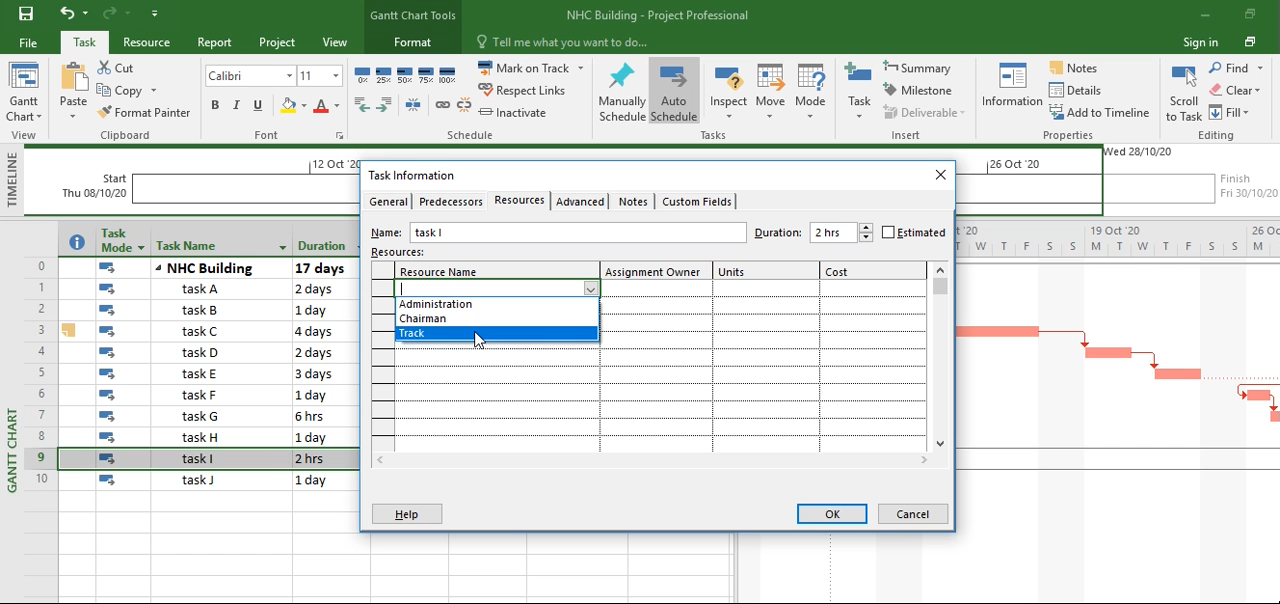 Gantt Chart Tools
NHC Building - Project Professional
File Task Resource Report Project View Format Tell me what you want to do... Sign in
Gantt Chart
View
Paste
Cut
Copy
Format Painter
Clipboard
Calibri 11
B I U A
Font
0% 25% 50% 75% 100%
Mark on Track
Respect Links
Inactivate
Schedule
Manually Schedule
Auto Schedule
Inspect
Move
Mode
Tasks
Task
Summary
Milestone
Deliverable
Insert
Information
Notes
Details
Add to Timeline
Properties
Scroll to Task
Find
Clear
Fill
Editing
TIMELINE
Start
Thu 08/10/20
12 Oct '20
26 Oct '20
Wed 28/10/20
Finish
Fri 30/10/20
GANTT CHART
Task Mode Task Name Duration
0 NHC Building 17 days
1 task A 2 days
2 task B 1 day
3 task C 4 days
4 task D 2 days
5 task E 3 days
6 task F 1 day
7 task G 6 hrs
8 task H 1 day
9 task I 2 hrs
10 task J 1 day
Task Information
General Predecessors Resources Advanced Notes Custom Fields
Name: task I Duration: 2 hrs Estimated
Resources:
Resource Name Assignment Owner Units Cost
Administration
Chairman
Track
Help OK Cancel
'20 19 Oct '20 26 Oc
T W T F S S M T W T F S S M